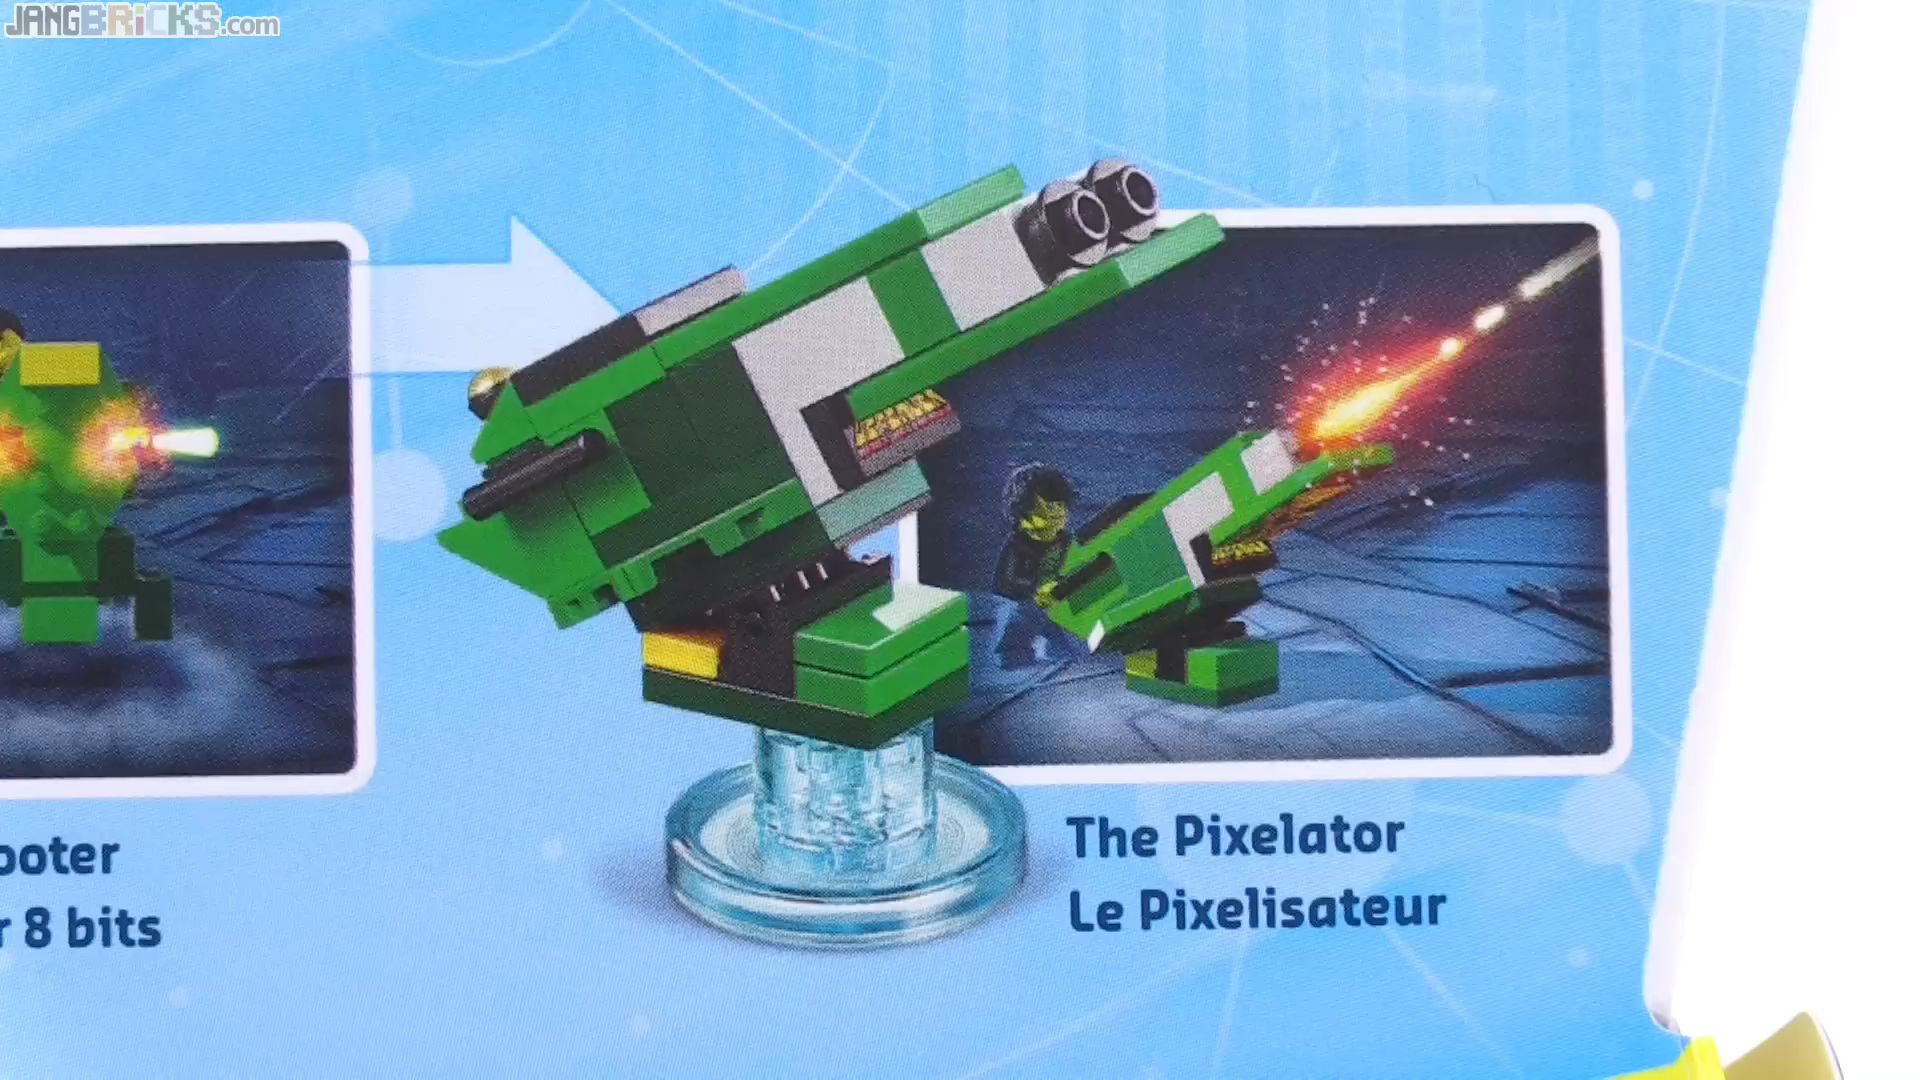 JANGBRiCKS.com
ooter
r 8 bits
The Pixelator
Le Pixelisateur